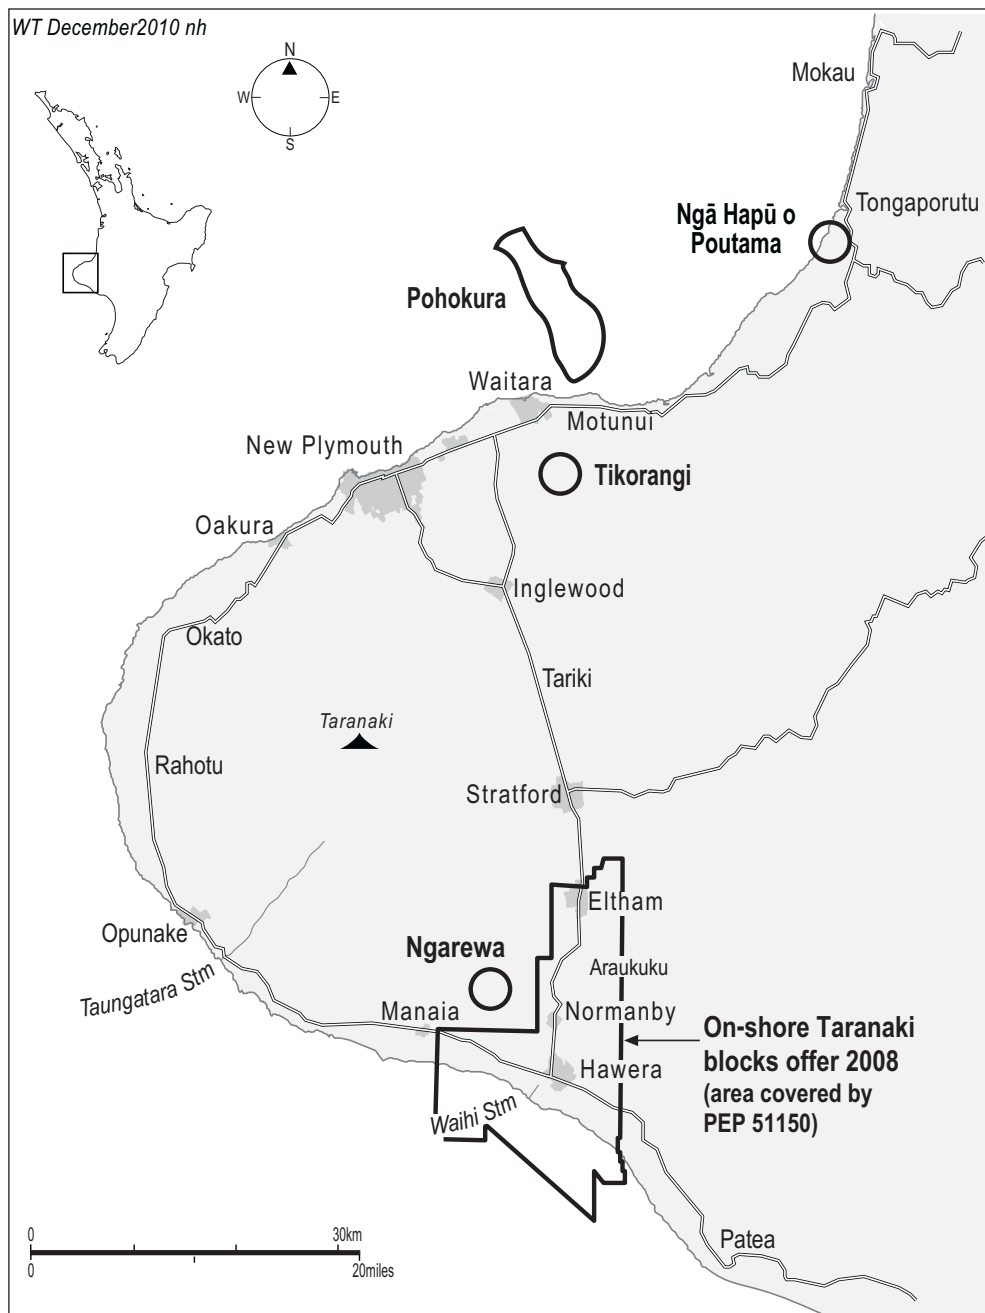 WT December2010 nh
N
W
E
S
Mokau
Tongaporutu
Ngā Hapū o
Poutama
Pohokura
Waitara
Motunui
New Plymouth
Tikorangi
Oakura
Inglewood
Okato
Tariki
Taranaki
Rahotu
Stratford
Eltham
Opunake
Ngarewa
Araukuku
Taungatara Stm
Manaia
Normanby
On-shore Taranaki
blocks offer 2008
(area covered by
PEP 51150)
Hawera
Waihi Stm
Patea
0
30km
0
20miles